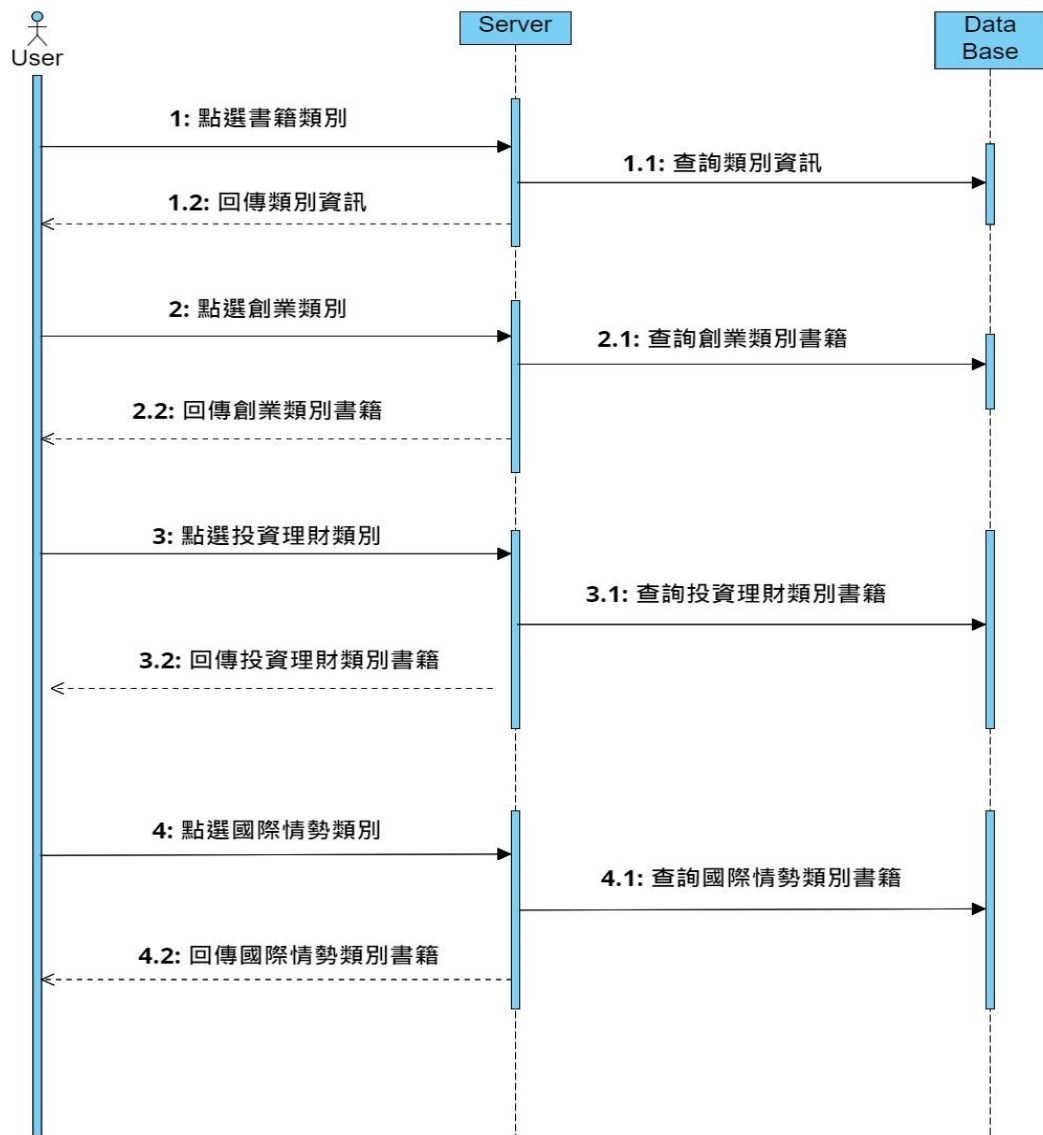 User
Server
Data
Base
1: 點選書籍類別
1.1: 查詢類別資訊
1.2: 回傳類別資訊
2: 點選創業類別
2.1: 查詢創業類別書籍
2.2: 回傳創業類別書籍
3: 點選投資理財類別
3.1: 查詢投資理財類別書籍
3.2: 回傳投資理財類別書籍
4: 點選國際情勢類別
4.1: 查詢國際情勢類別書籍
4.2: 回傳國際情勢類別書籍